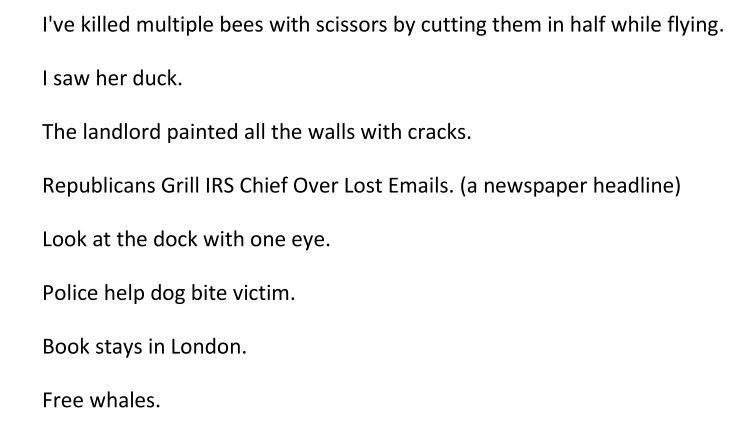 I've killed multiple bees with scissors by cutting them in half while flying.
I saw her duck.
The landlord painted all the walls with cracks.
Republicans Grill IRS Chief Over Lost Emails. (a newspaper headline)
Look at the dock with one eye.
Police help dog bite victim.
Book stays in London.
Free whales.